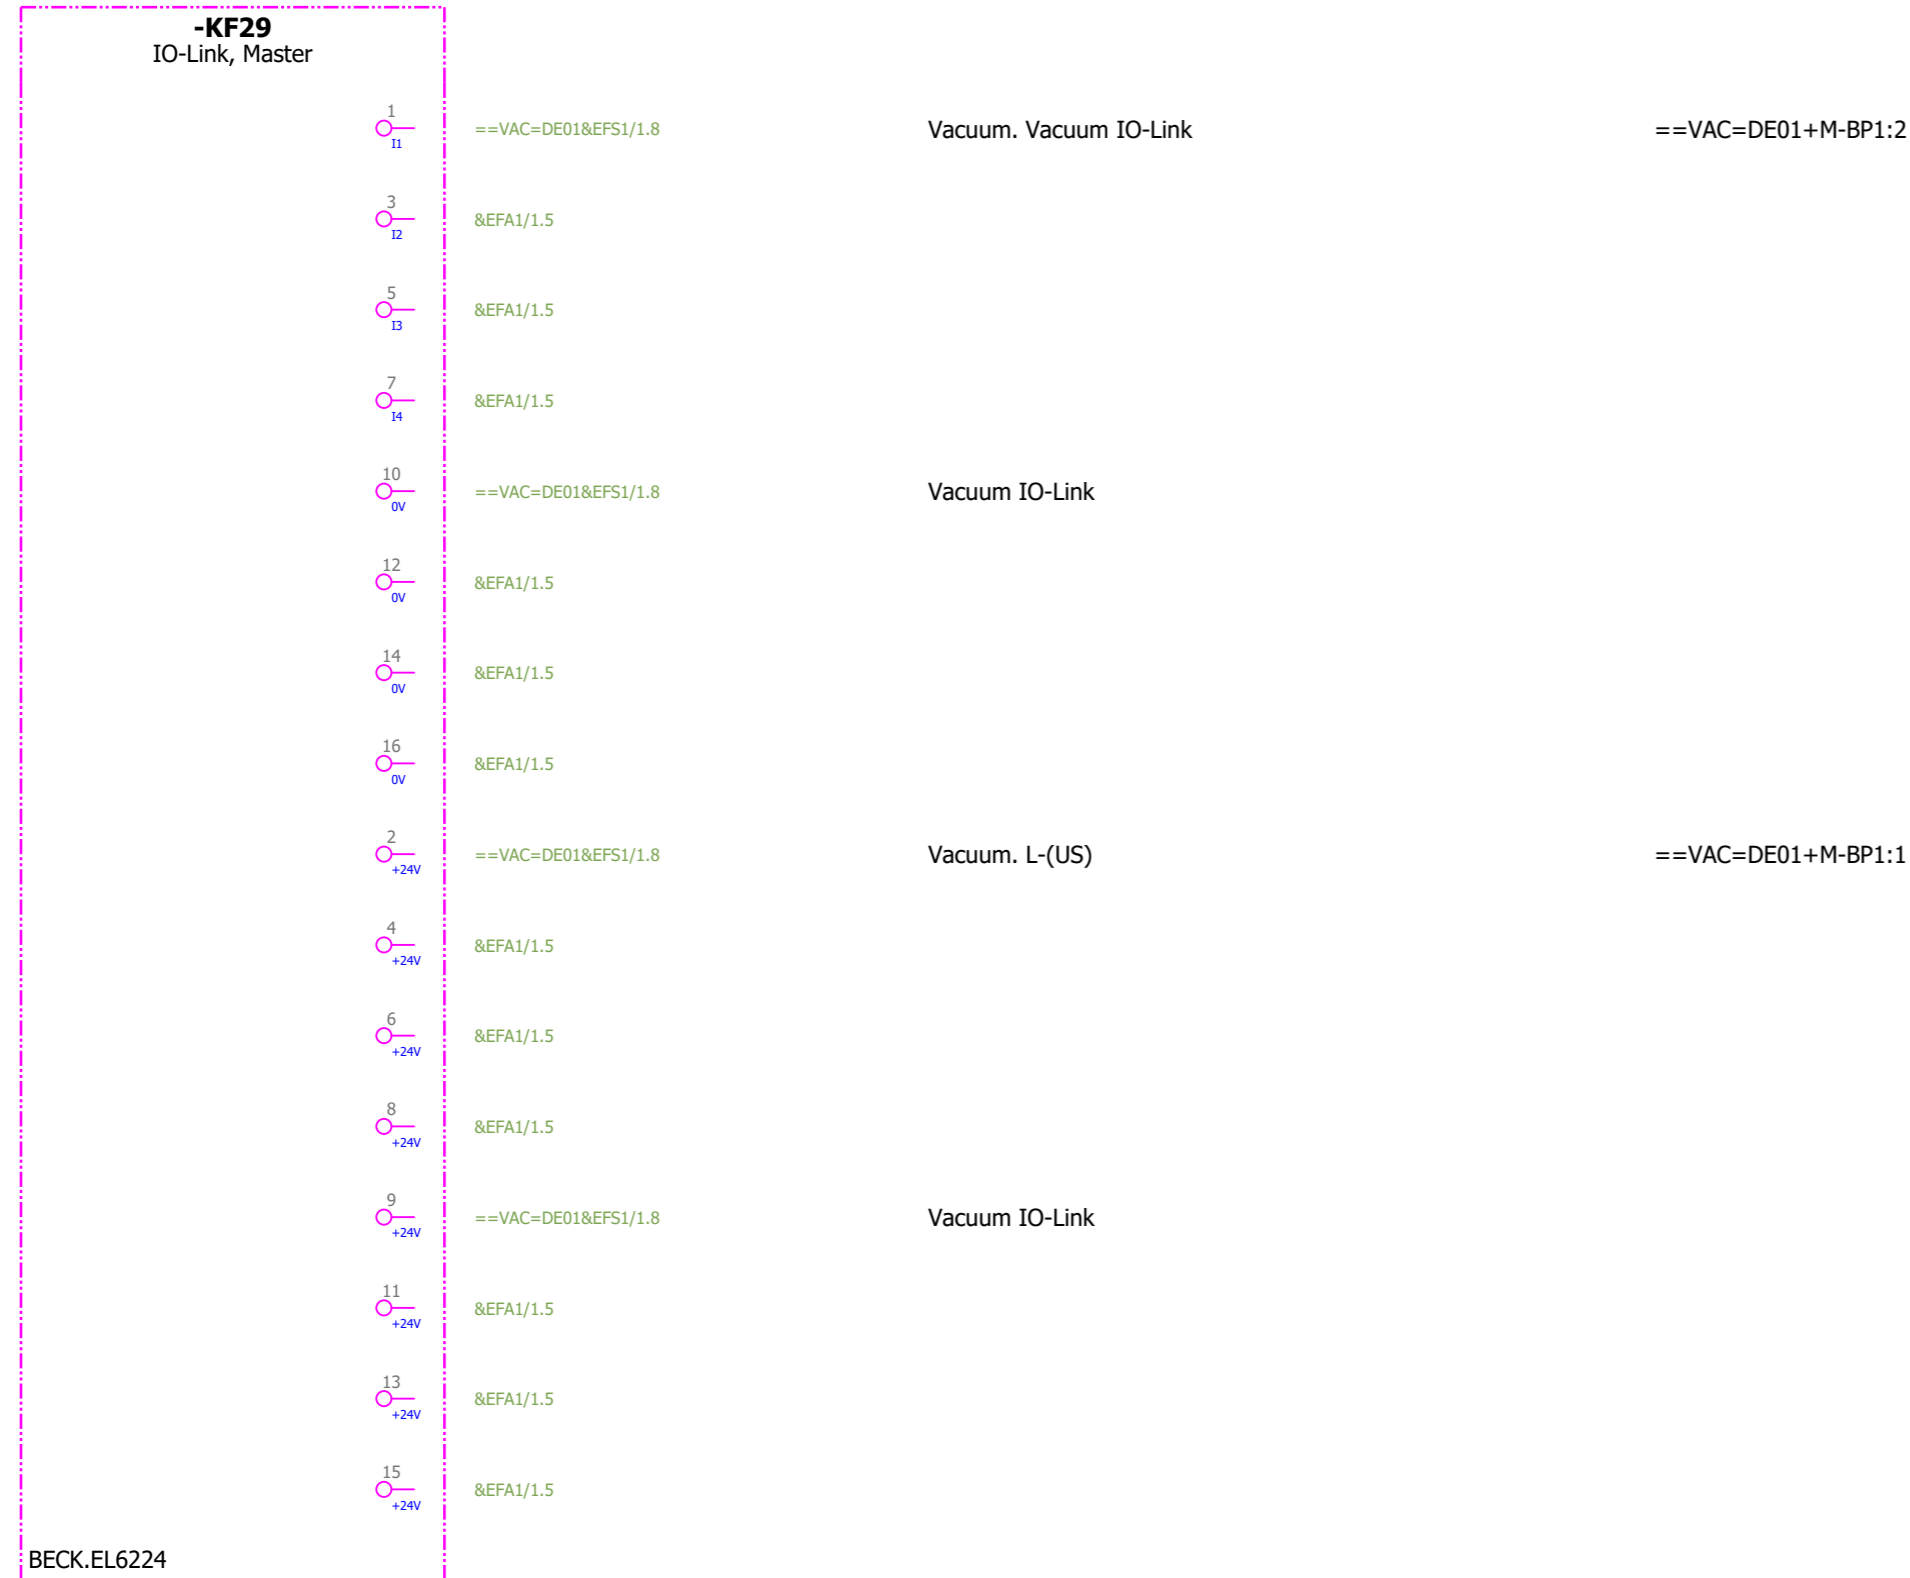 -KF29
IO-Link, Master
1
I1
==VAC=DE01&EFS1/1.8
Vacuum. Vacuum IO-Link
==VAC=DE01+M-BP1:2
3
I2
&EFA1/1.5
5
I3
&EFA1/1.5
7
I4
&EFA1/1.5
10
0V
==VAC=DE01&EFS1/1.8
Vacuum IO-Link
12
0V
&EFA1/1.5
14
0V
&EFA1/1.5
16
0V
&EFA1/1.5
2
+24V
==VAC=DE01&EFS1/1.8
Vacuum. L-(US)
==VAC=DE01+M-BP1:1
4
+24V
&EFA1/1.5
6
+24V
&EFA1/1.5
8
+24V
&EFA1/1.5
9
+24V
==VAC=DE01&EFS1/1.8
Vacuum IO-Link
11
+24V
&EFA1/1.5
13
+24V
&EFA1/1.5
15
+24V
&EFA1/1.5
BECK.EL6224